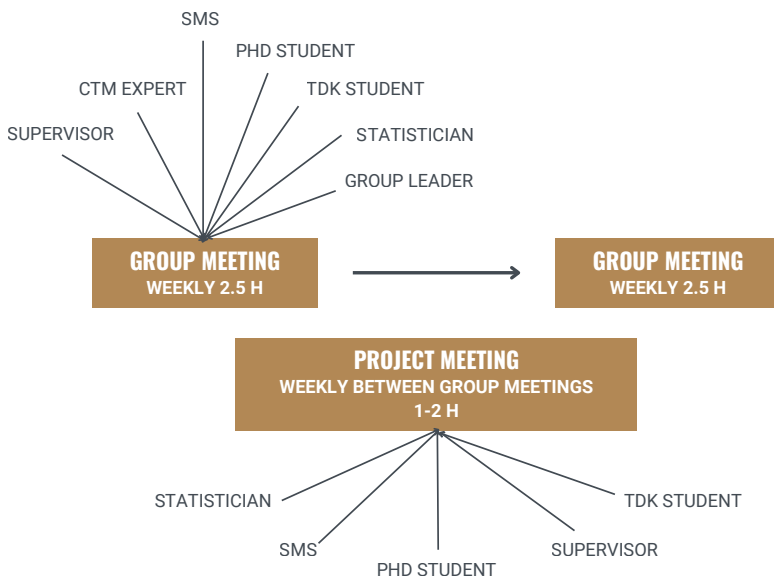 SMS
PHD STUDENT
CTM EXPERT
TDK STUDENT
SUPERVISOR
STATISTICIAN
GROUP LEADER
GROUP MEETING
WEEKLY 2.5 H
GROUP MEETING
WEEKLY 2.5 H
PROJECT MEETING
WEEKLY BETWEEN GROUP MEETINGS
1-2 H
STATISTICIAN
TDK STUDENT
SMS
SUPERVISOR
PHD STUDENT